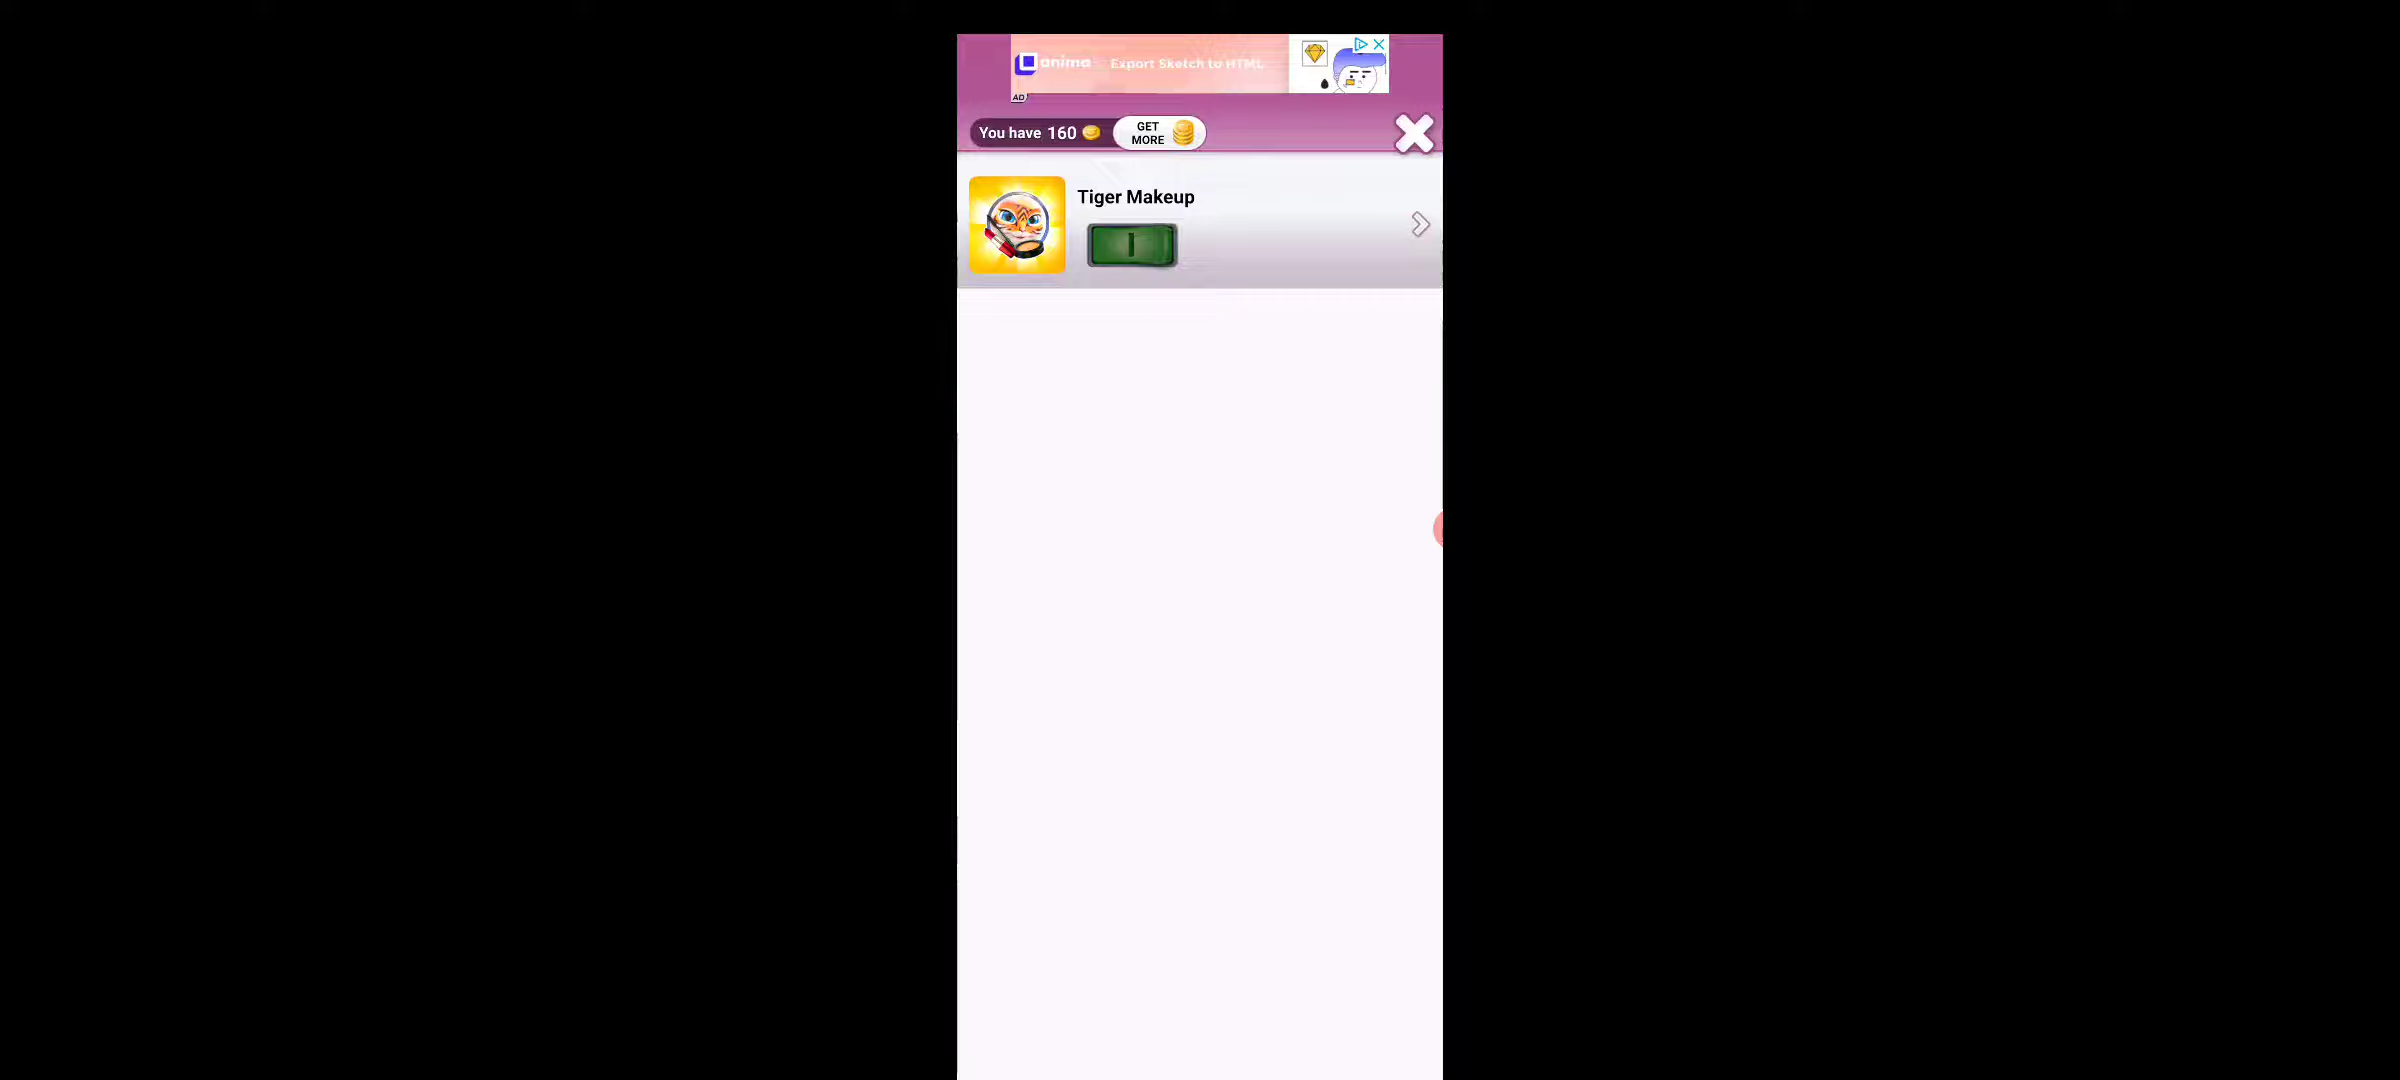 anima Export Sketch to HTML
AD
You have 160
GET
MORE
Tiger Makeup